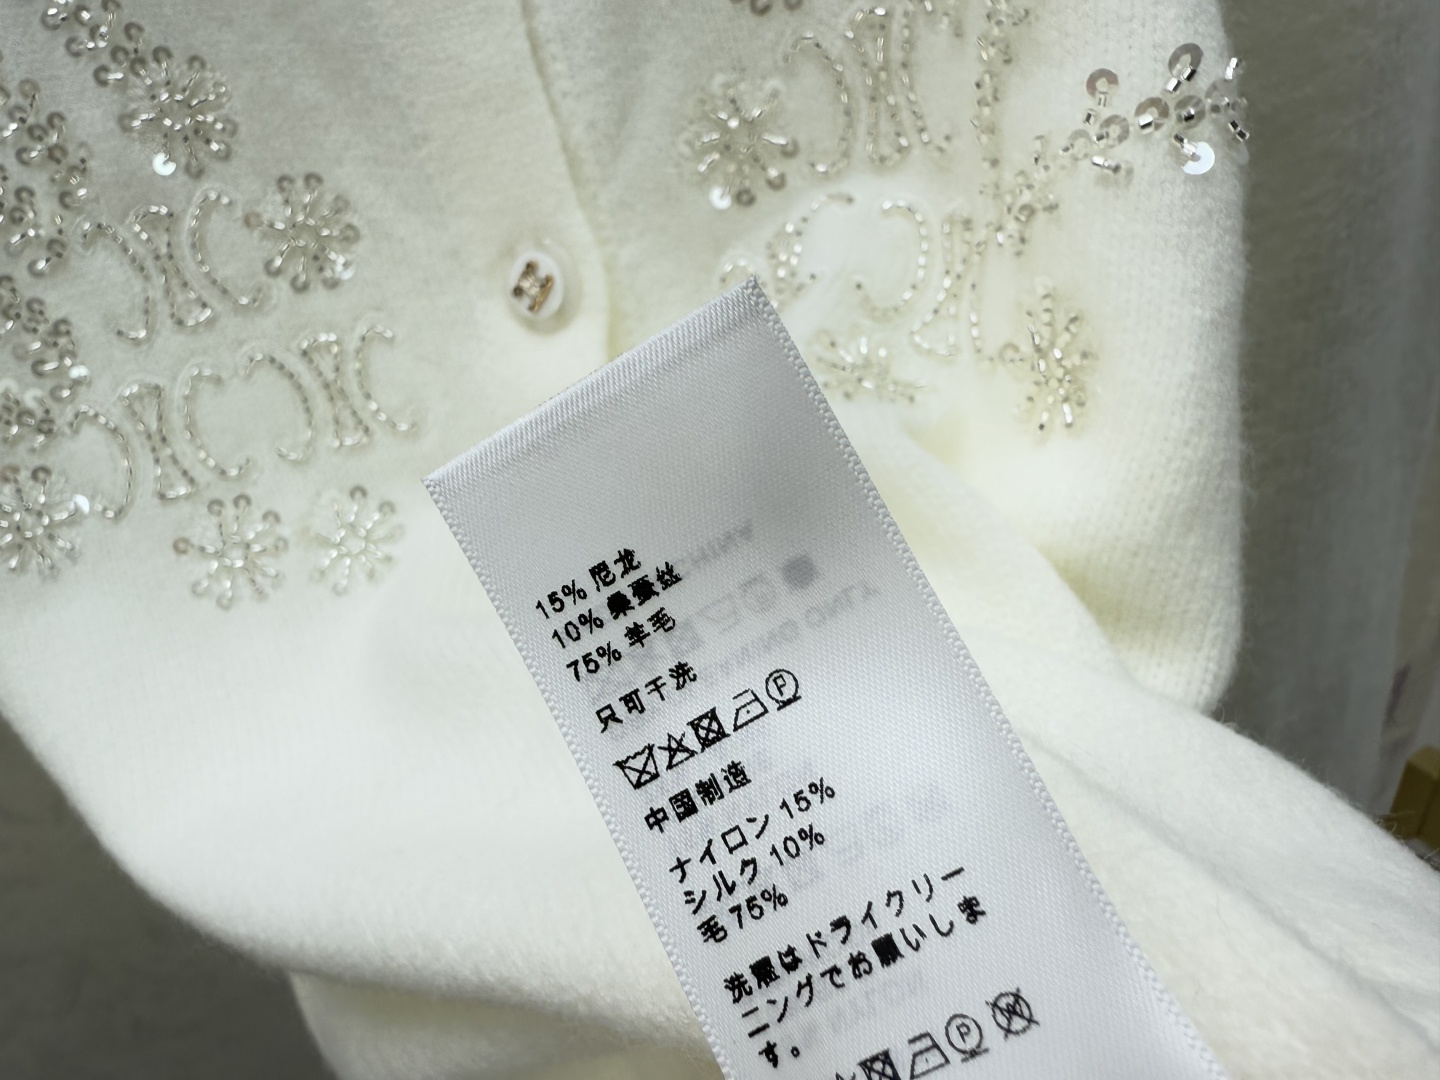 15% 尼龙
10% 桑蚕丝
75% 羊毛
只可干洗
P
中国制造
ナイロン 15%
シルク 10%
毛 75%
洗濯はドライクリー
ニングでお願いしま
す。
P W